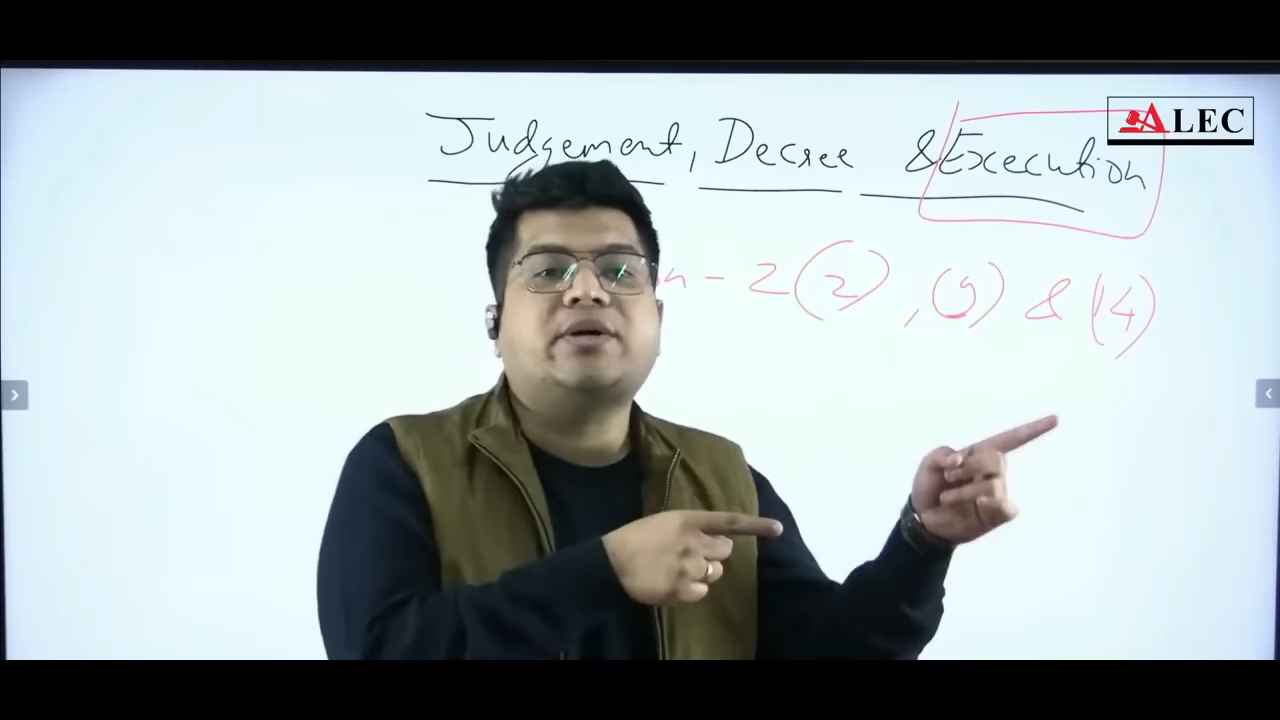 ALEC
Judgement, Decree & Execution
- 2(2), (9) & (14)